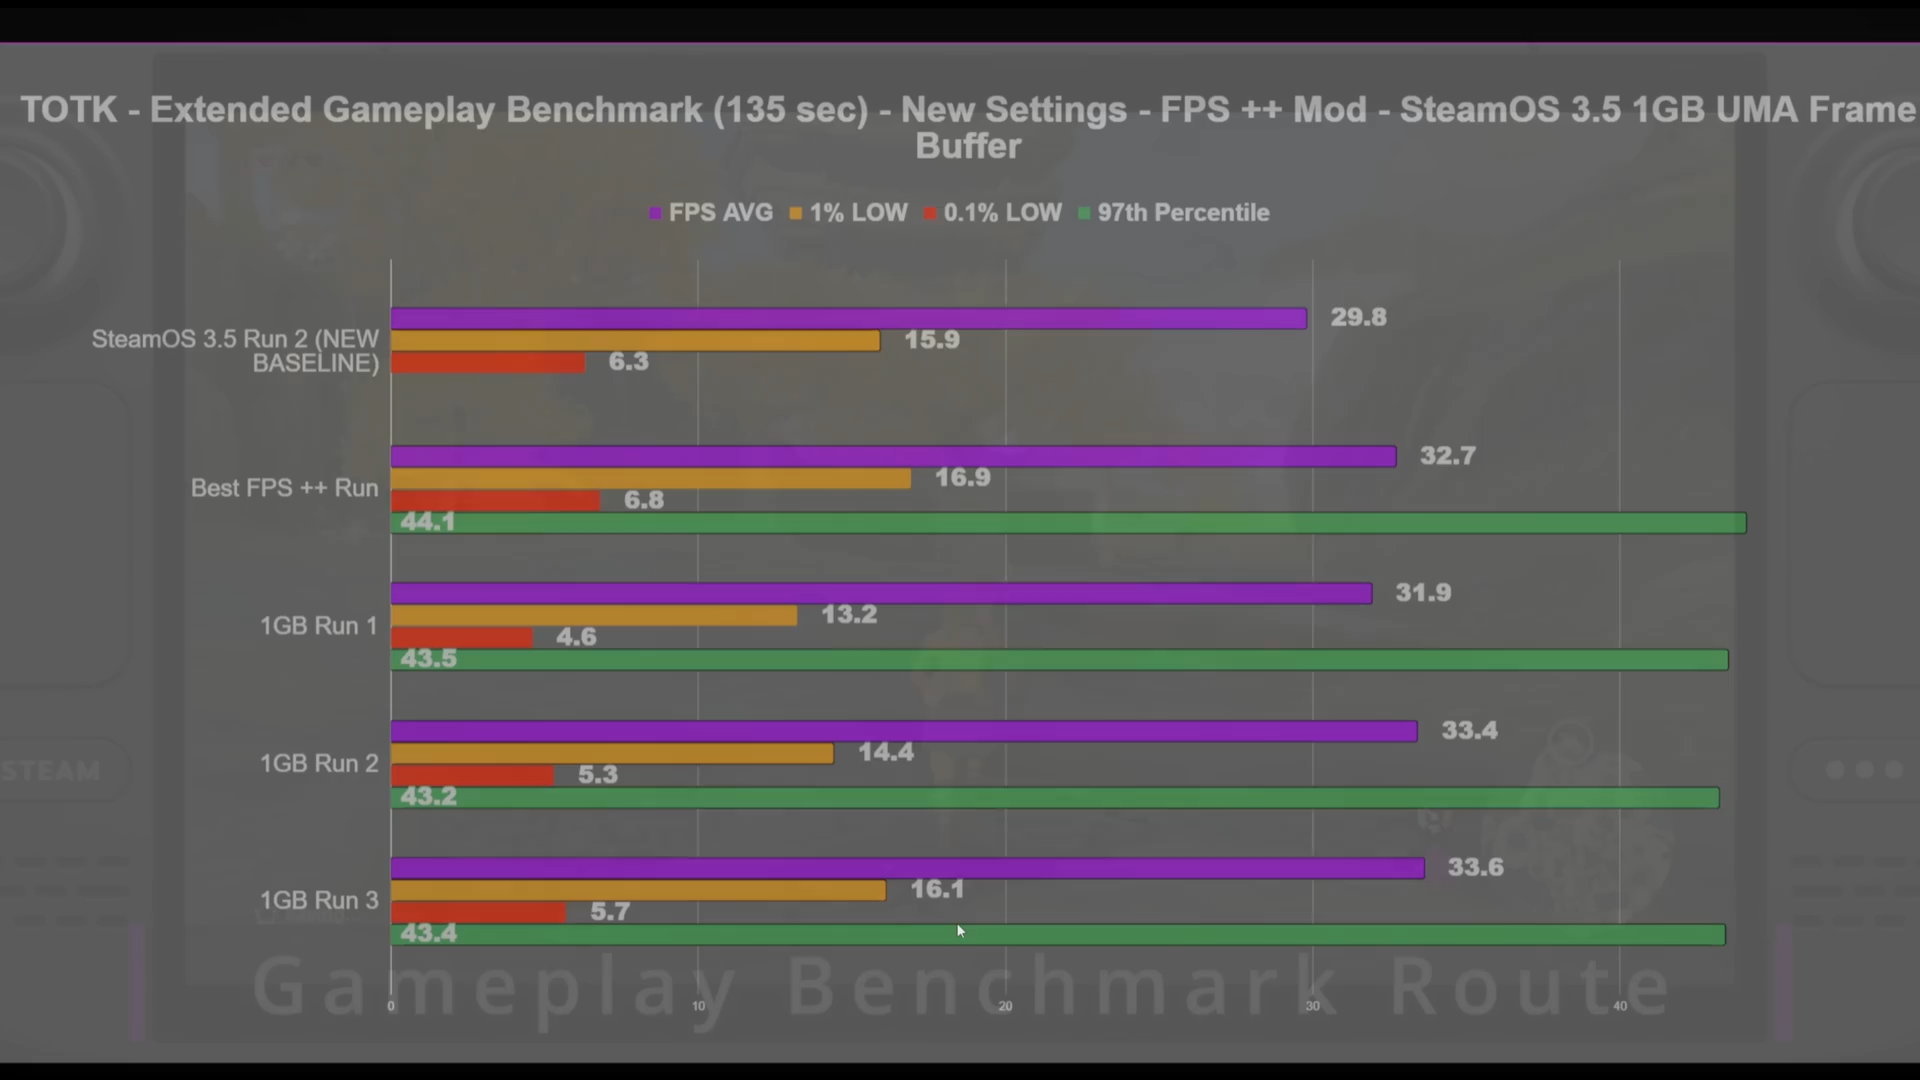 TOTK - Extended Gameplay Benchmark (135 sec) - New Settings - FPS ++ Mod - SteamOS 3.5 1GB UMA Frame
Buffer
FPS AVG 1% LOW 0.1% LOW 97th Percentile
SteamOS 3.5 Run 2 (NEW
BASELINE)
29.8
15.9
6.3
Best FPS ++ Run
32.7
16.9
6.8
44.1
1GB Run 1
31.9
13.2
4.6
43.5
1GB Run 2
33.4
14.4
5.3
43.2
STEAM
1GB Run 3
33.6
16.1
5.7
43.4
Gameplay Benchmark Route
0 10 20 30 40